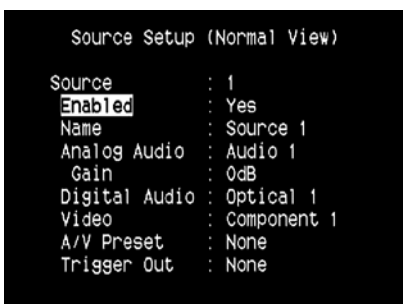 Source Setup (Normal View)
Source : 1
Enabled : Yes
Name : Source 1
Analog Audio : Audio 1
Gain : 0dB
Digital Audio : Optical 1
Video : Component 1
A/V Preset : None
Trigger Out : None